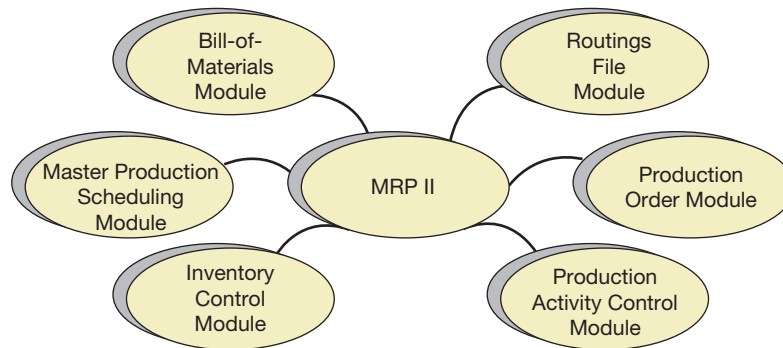 Bill-of-
Materials
Module
Routings
File
Module
Master Production
Scheduling
Module
MRP II
Production
Order Module
Inventory
Control
Module
Production
Activity Control
Module